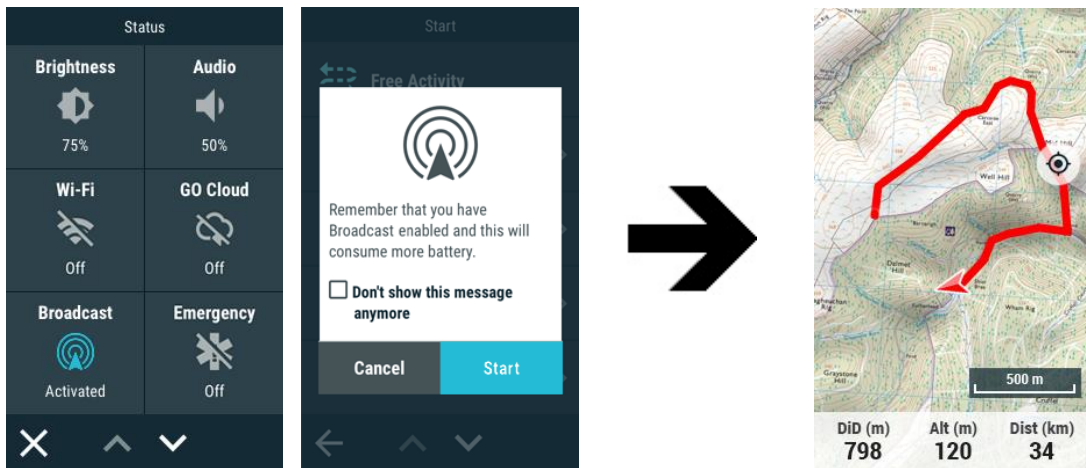 Status
Brightness
Audio
75%
50%
Wi-Fi
GO Cloud
Off
Off
Broadcast
Emergency
Activated
Off
Start
Free Activity
Remember that you have
Broadcast enabled and this will
consume more battery.
Don't show this message
anymore
Cancel
Start
Well Hill
Dalmet
Hill
Wham Rig
Graystone
Hill
500 m
DiD (m)
Alt (m)
Dist (km)
798
120
34